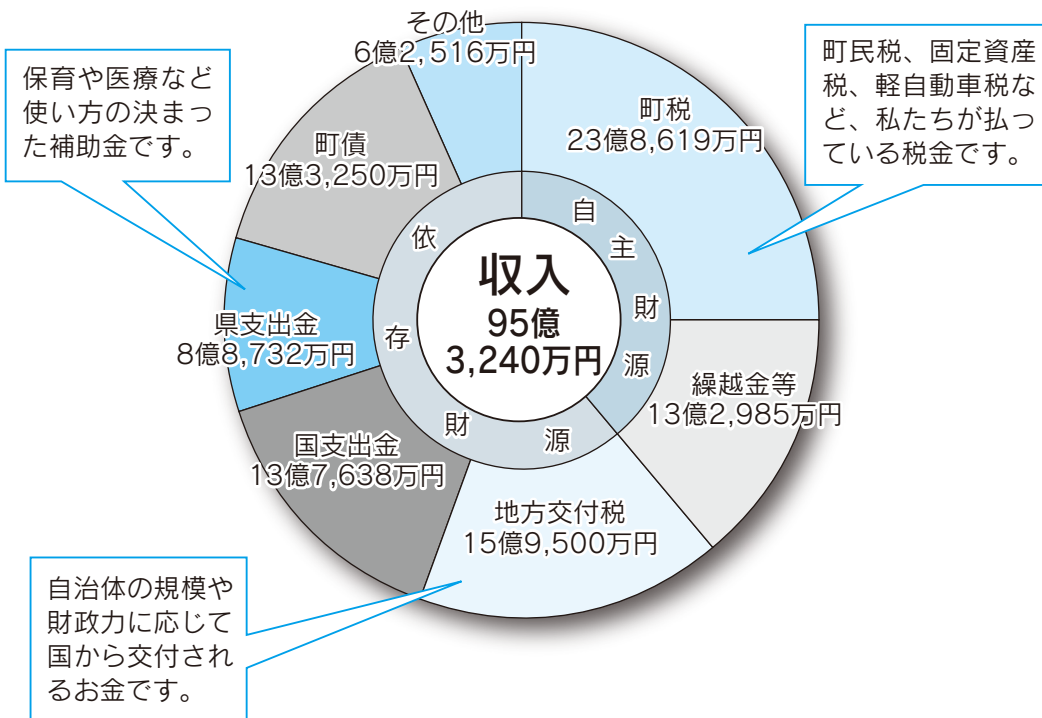 その他
6億2,516万円
保育や医療など
使い方の決まっ
た補助金です。
町民税、固定資産
税、軽自動車税な
ど、私たちが払っ
ている税金です。
町税
23億8,619万円
町債
13億3,250万円
自主財源
依存財源
収入
95億
3,240万円
県支出金
8億8,732万円
繰越金等
13億2,985万円
国支出金
13億7,638万円
地方交付税
15億9,500万円
自治体の規模や
財政力に応じて
国から交付され
るお金です。